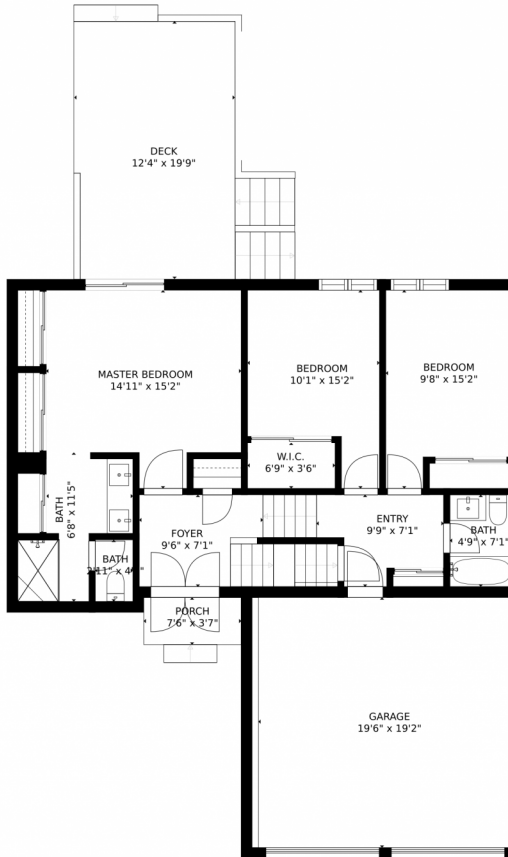 DECK
12'4" x 19'9"
MASTER BEDROOM
14'11" x 15'2"
BEDROOM
10'1" x 15'2"
BEDROOM
9'8" x 15'2"
W.I.C.
6'9" x 3'6"
BATH
6'8" x 11'5"
FOYER
9'6" x 7'1"
ENTRY
9'9" x 7'1"
BATH
4'9" x 7'1"
BATH
PORCH
7'6" x 3'7"
GARAGE
19'6" x 19'2"